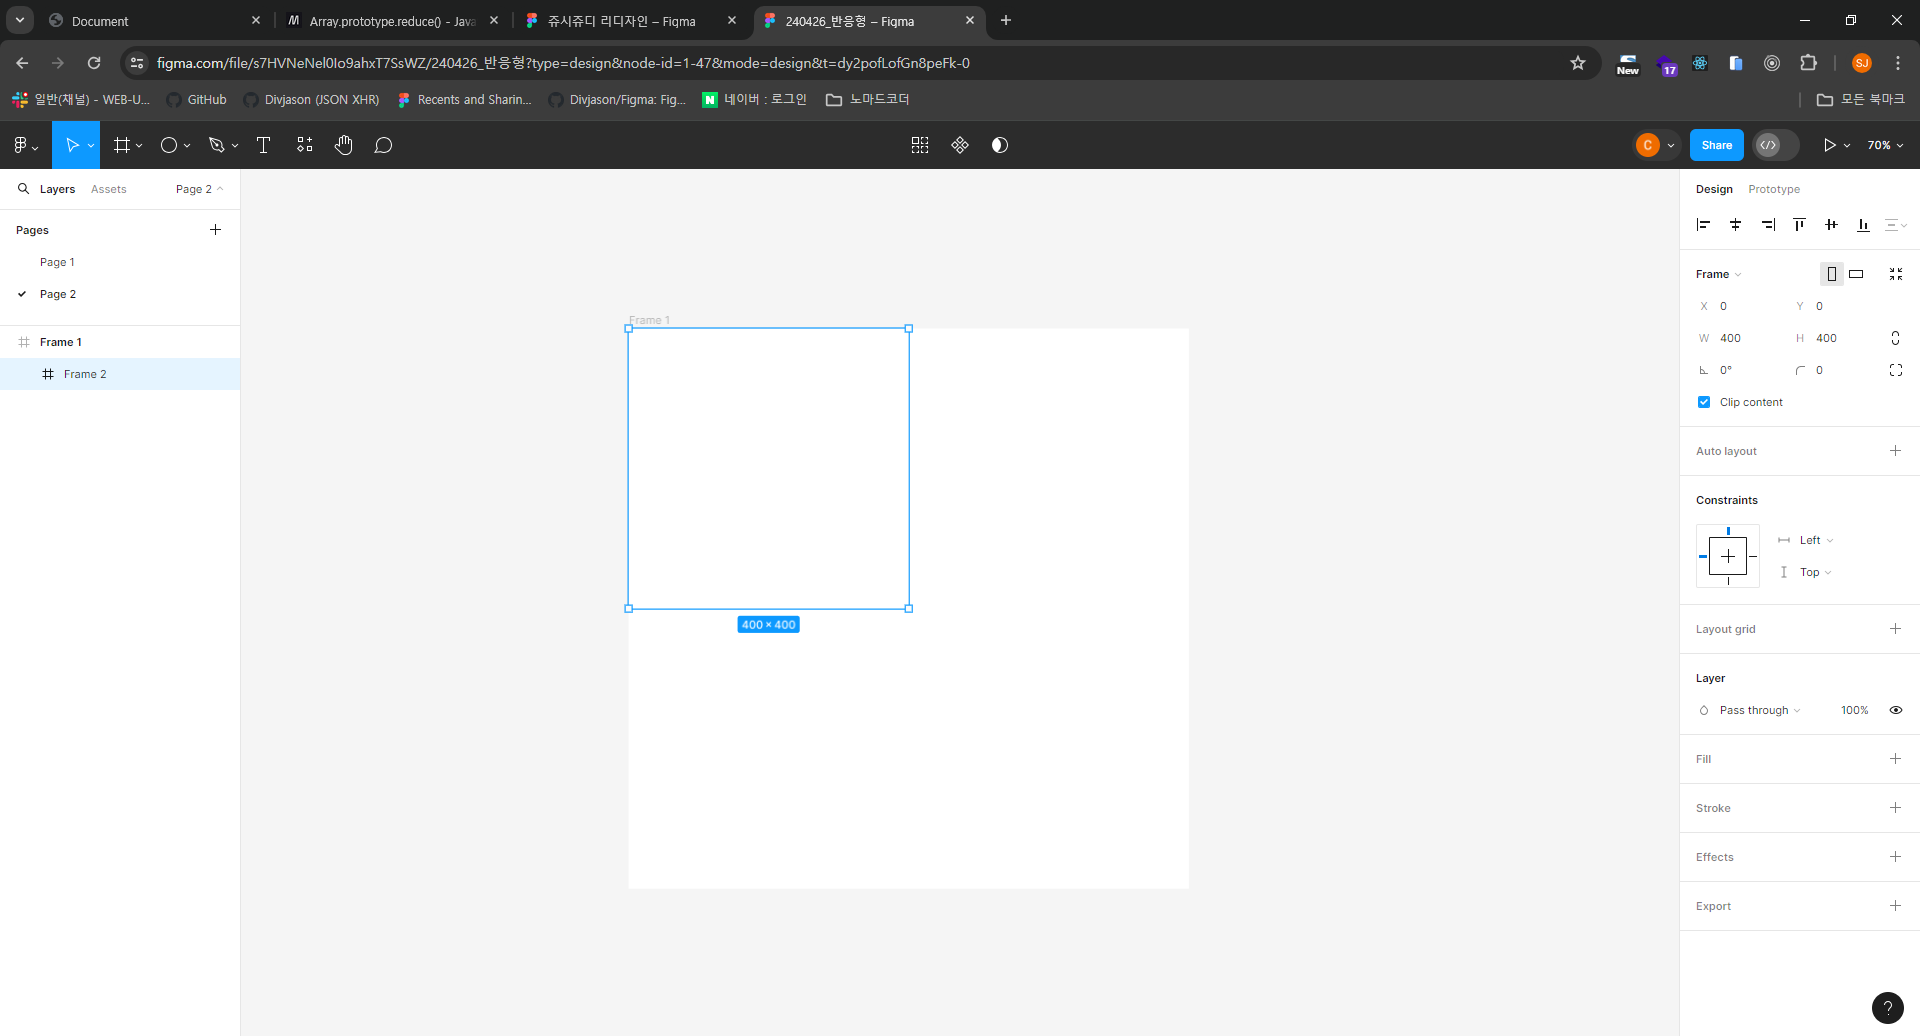 Document
Array.prototype.reduce() - Java
쥬시쥬디 리디자인 – Figma
240426_반응형 – Figma
figma.com/file/s7HVNeNel0Io9ahxT7SsWZ/240426_반응형?type=design&node-id=1-47&mode=design&t=dy2pofLofGn8peFk-0
New
17
SJ
일반(채널) - WEB-U...
GitHub
Divjason (JSON XHR)
Recents and Sharin...
Divjason/Figma: Fig...
N 네이버 : 로그인
노마드코더
모든 북마크
C
Share
70%
Layers
Assets
Page 2
Design
Prototype
Pages
Page 1
Page 2
Frame 1
Frame 2
Frame 1
400 × 400
Frame
X 0
Y 0
W 400
H 400
0°
0
Clip content
Auto layout
Constraints
Left
Top
Layout grid
Layer
Pass through
100%
Fill
Stroke
Effects
Export
?